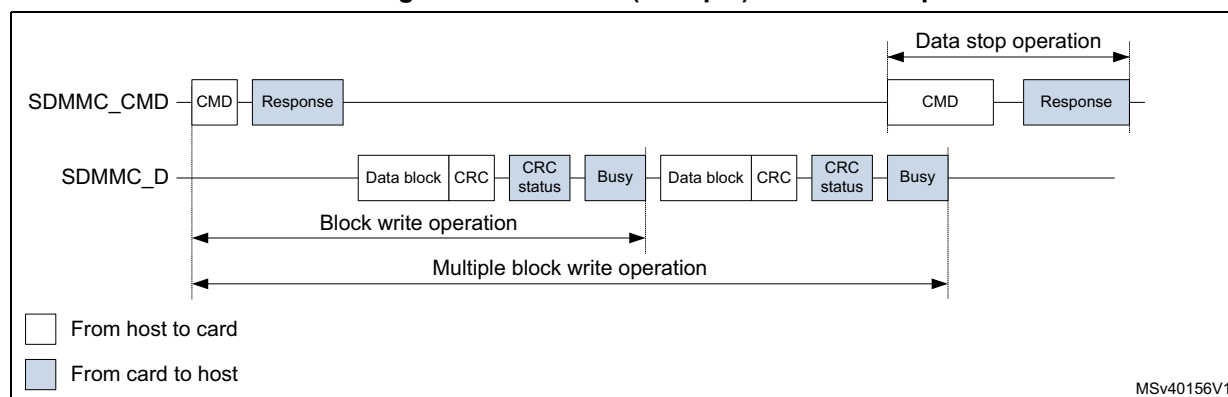 Data stop operation
SDMMC_CMD CMD Response CMD Response
SDMMC_D Data block CRC CRC status Busy Data block CRC CRC status Busy
Block write operation
Multiple block write operation
From host to card
From card to host
MSv40156V1